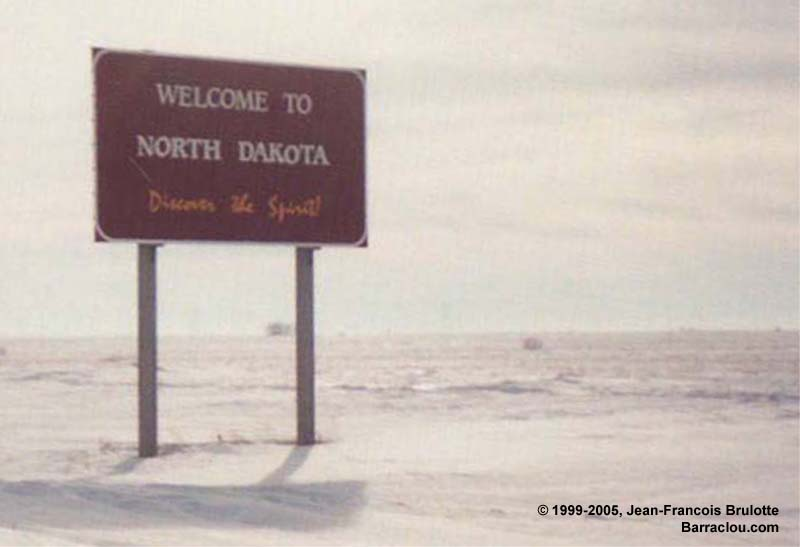 WELCOME TO
NORTH DAKOTA
Discover the Spirit!
© 1999-2005, Jean-Francois Brulotte
Barraclou.com